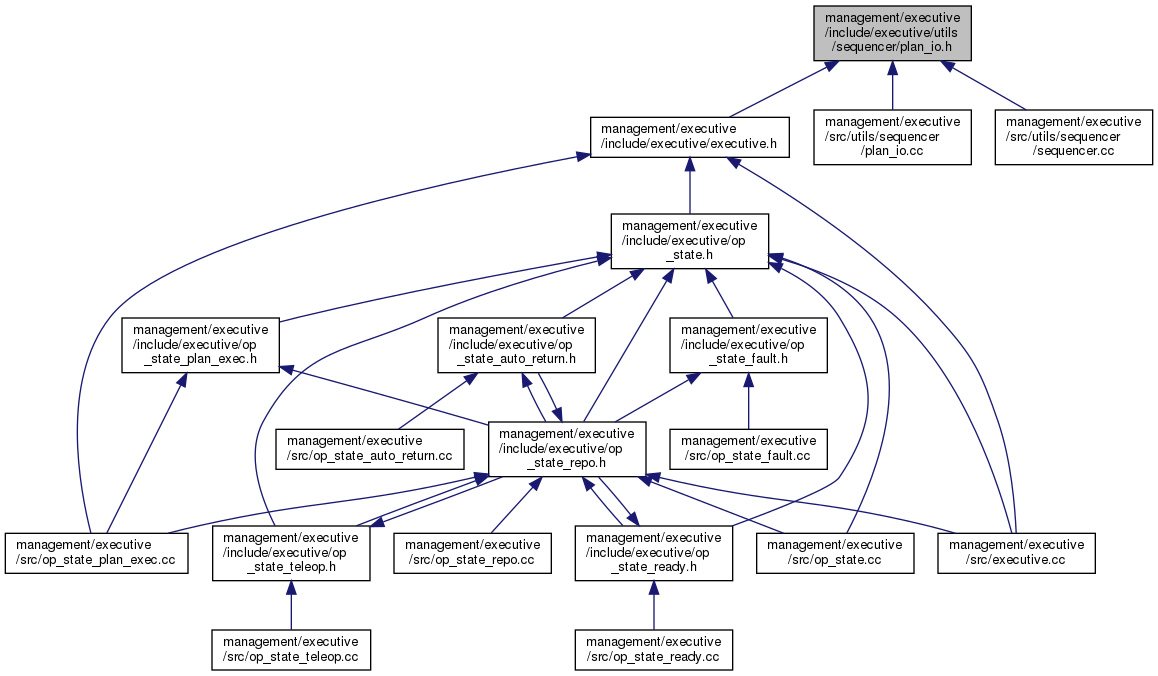 management/executive
/include/executive/utils
/sequencer/plan_io.h
management/executive
/include/executive/executive.h
management/executive
/src/utils/sequencer
/plan_io.cc
management/executive
/src/utils/sequencer
/sequencer.cc
management/executive
/include/executive/op
_state.h
management/executive
/include/executive/op
_state_plan_exec.h
management/executive
/include/executive/op
_state_auto_return.h
management/executive
/include/executive/op
_state_fault.h
management/executive
/src/op_state_auto_return.cc
management/executive
/include/executive/op
_state_repo.h
management/executive
/src/op_state_fault.cc
management/executive
/src/op_state_plan_exec.cc
management/executive
/include/executive/op
_state_teleop.h
management/executive
/src/op_state_repo.cc
management/executive
/include/executive/op
_state_ready.h
management/executive
/src/op_state.cc
management/executive
/src/executive.cc
management/executive
/src/op_state_teleop.cc
management/executive
/src/op_state_ready.cc